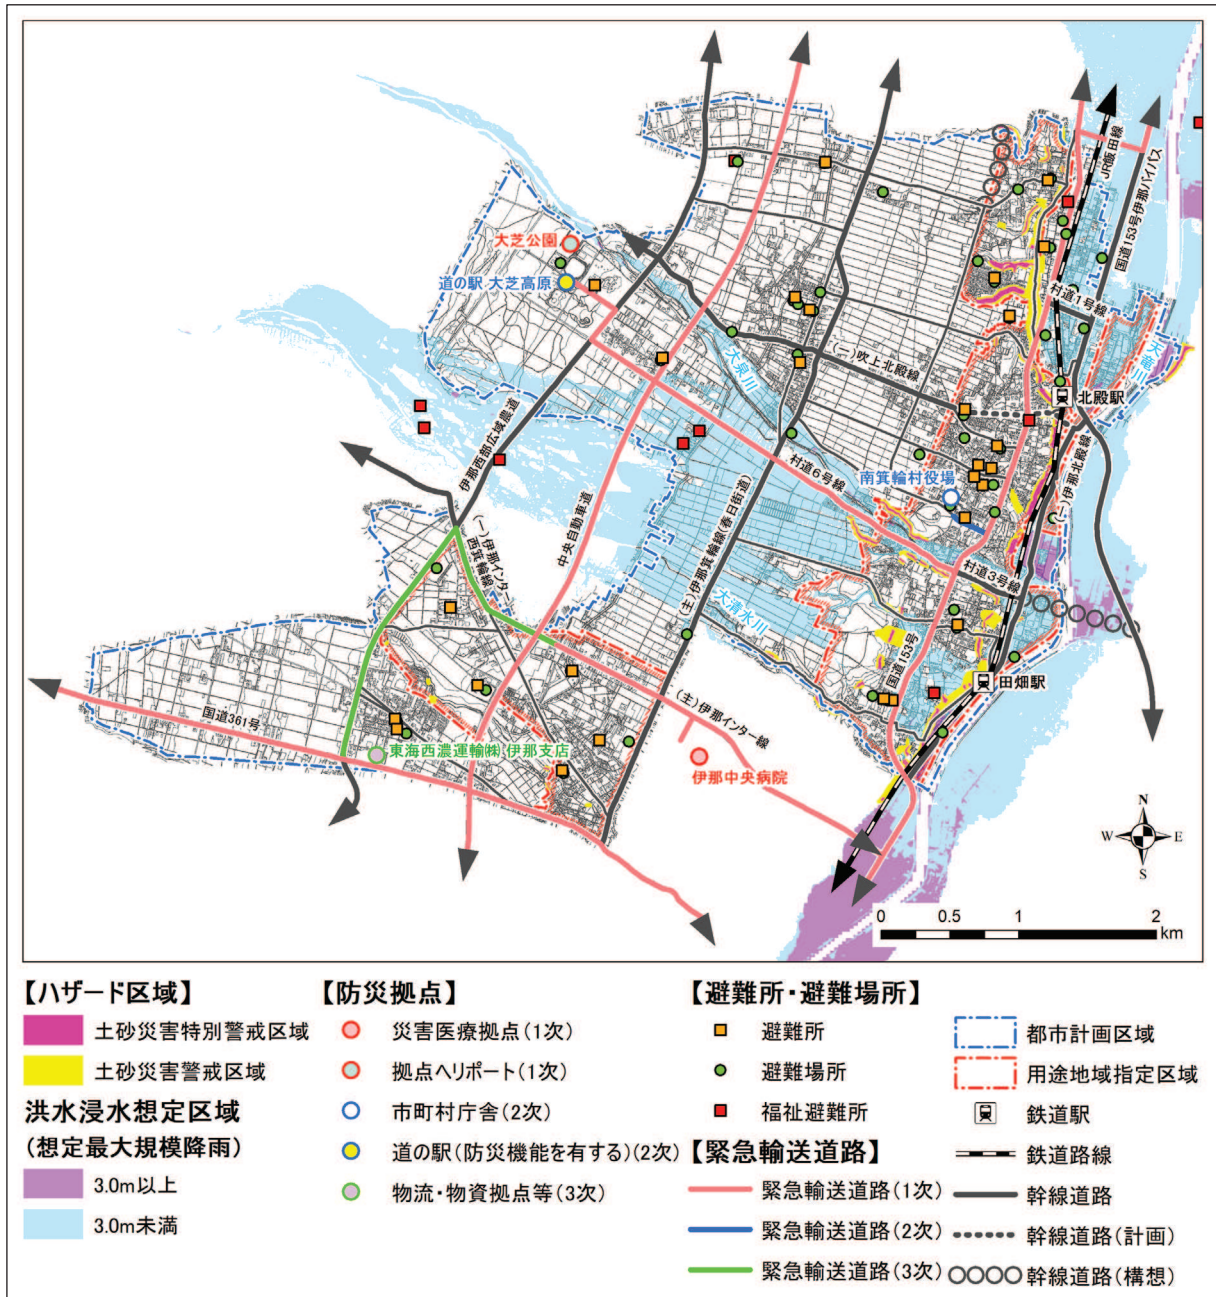 JR飯田線
国道153号伊那バイパス
大芝公園
道の駅 大芝高原
村道1号線
天竜川
大泉川
(一)吹上北殿線
北殿駅
伊那西部広域農道
中央自動車道
村道6号線
南箕輪村役場
(一)伊那北殿線
(主)伊那箕輪線(春日街道)
(一)伊那インター
西箕輪線
村道3号線
大清水川
国道153号
田畑駅
国道361号
(主)伊那インター線
東海西濃運輸㈱ 伊那支店
伊那中央病院
N
W
E
S
0 0.5 1 2
km
【ハザード区域】
土砂災害特別警戒区域
土砂災害警戒区域
洪水浸水想定区域
(想定最大規模降雨)
3.0m以上
3.0m未満
【防災拠点】
災害医療拠点(1次)
拠点ヘリポート(1次)
市町村庁舎(2次)
道の駅(防災機能を有する)(2次)
物流・物資拠点等(3次)
【避難所・避難場所】
避難所
避難場所
福祉避難所
【緊急輸送道路】
緊急輸送道路(1次)
緊急輸送道路(2次)
緊急輸送道路(3次)
都市計画区域
用途地域指定区域
鉄道駅
鉄道路線
幹線道路
幹線道路(計画)
幹線道路(構想)